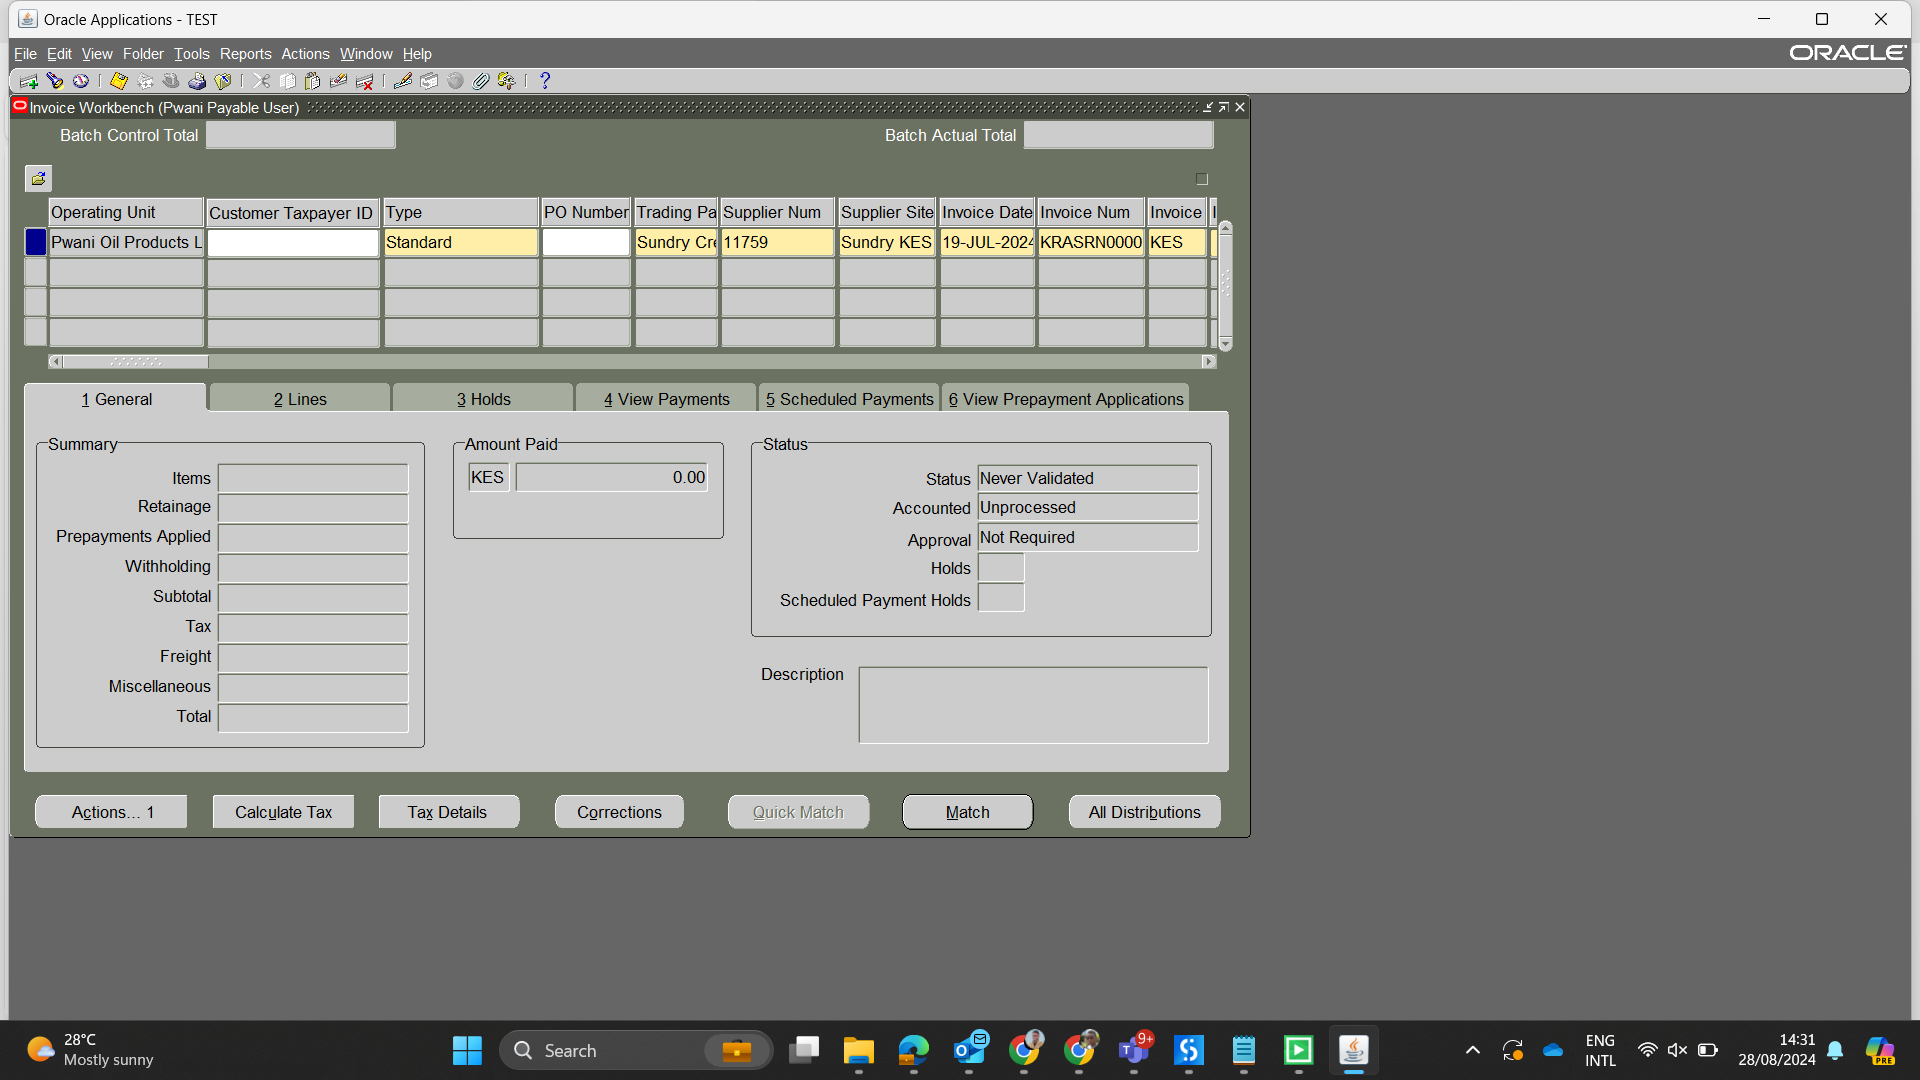 Oracle Applications - TEST
File Edit View Folder Tools Reports Actions Window Help
ORACLE
Invoice Workbench (Pwani Payable User)
Batch Control Total
Batch Actual Total
Operating Unit Customer Taxpayer ID Type PO Number Trading Pa Supplier Num Supplier Site Invoice Date Invoice Num Invoice
Pwani Oil Products L Standard Sundry Cre 11759 Sundry KES 19-JUL-2024 KRASRN0000 KES
1 General 2 Lines 3 Holds 4 View Payments 5 Scheduled Payments 6 View Prepayment Applications
Summary
Items
Retainage
Prepayments Applied
Withholding
Subtotal
Tax
Freight
Miscellaneous
Total
Amount Paid
KES 0.00
Status
Status Never Validated
Accounted Unprocessed
Approval Not Required
Holds
Scheduled Payment Holds
Description
Actions... 1 Calculate Tax Tax Details Corrections Quick Match Match All Distributions
28°C
Mostly sunny
Search
9+
ENG
INTL
14:31
28/08/2024
PRE